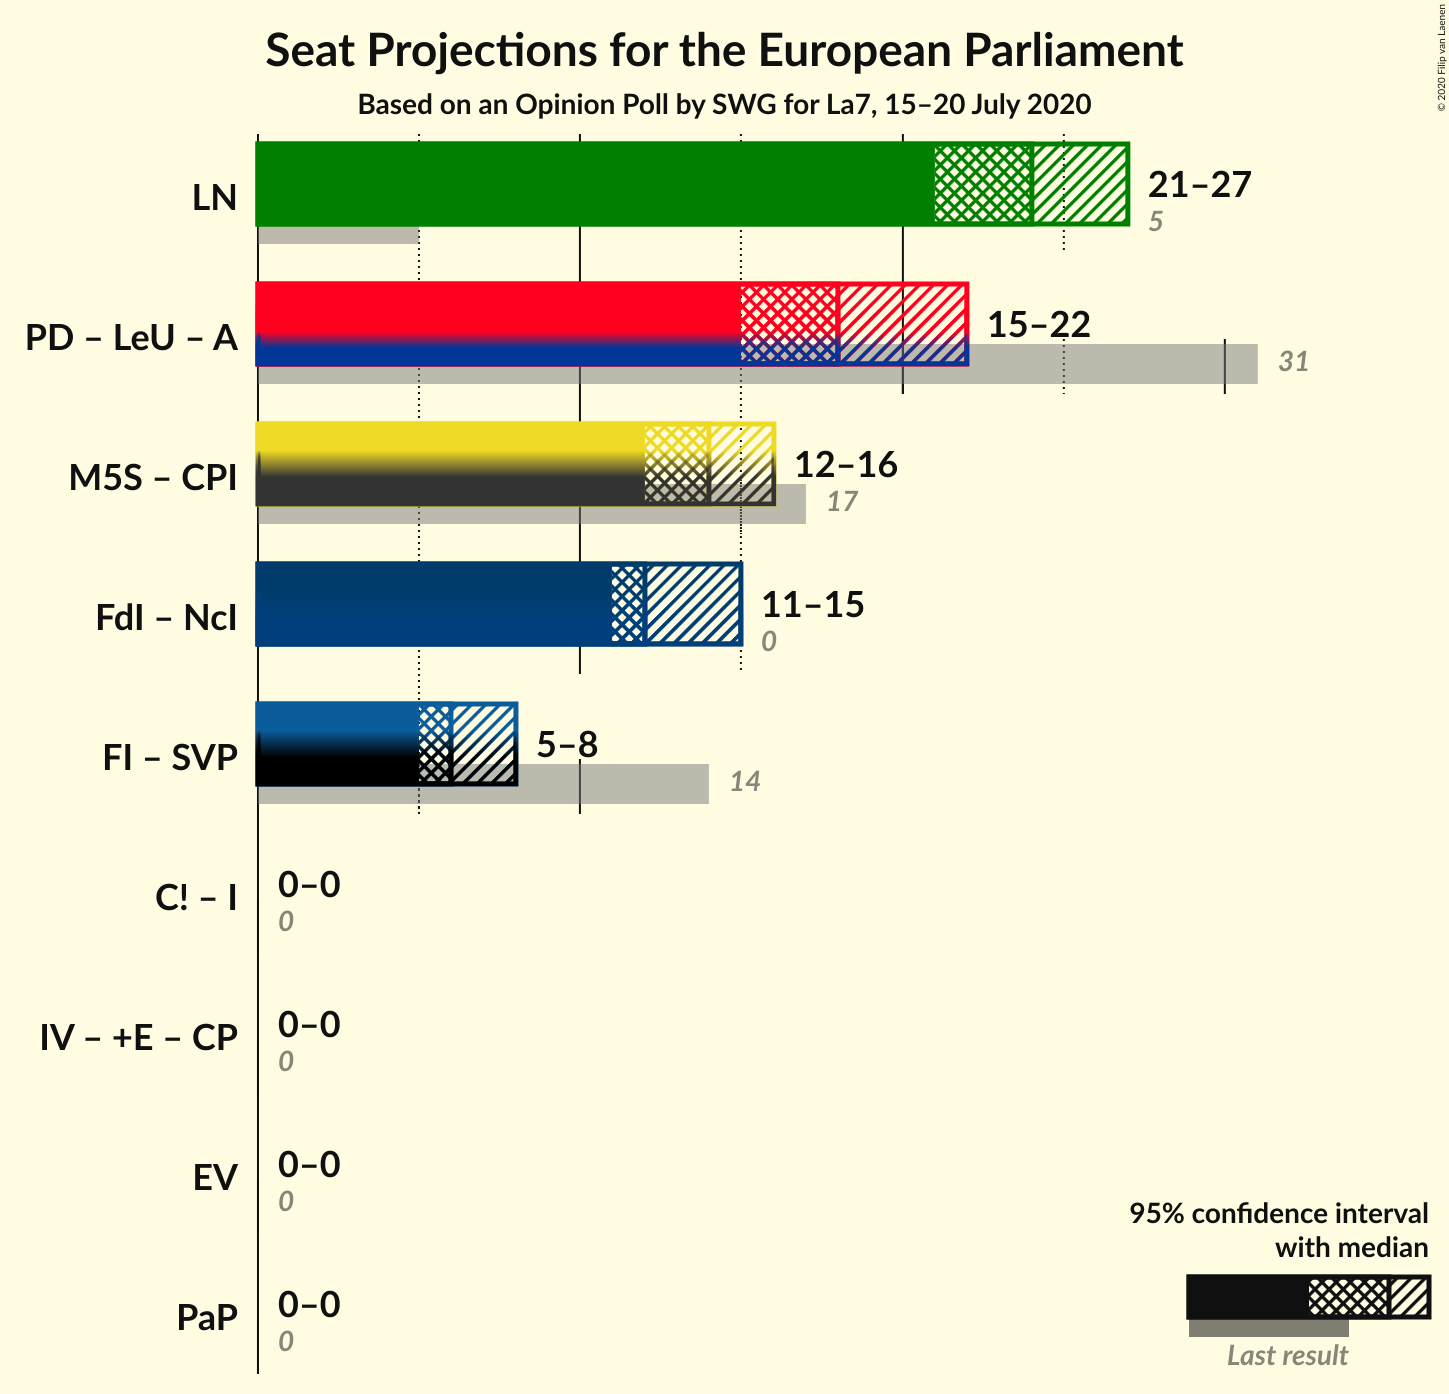 Seat Projections for the European Parliament
Based on an Opinion Poll by SWG for La7, 15–20 July 2020
© 2020 Filip van Laenen
LN
21–27
5
PD – LeU – A
15–22
31
M5S – CPI
12–16
17
FdI – NcI
11–15
0
FI – SVP
5–8
14
C! – I
0–0
0
IV – +E – CP
0–0
0
EV
0–0
0
PaP
0–0
0
95% confidence interval
with median
Last result